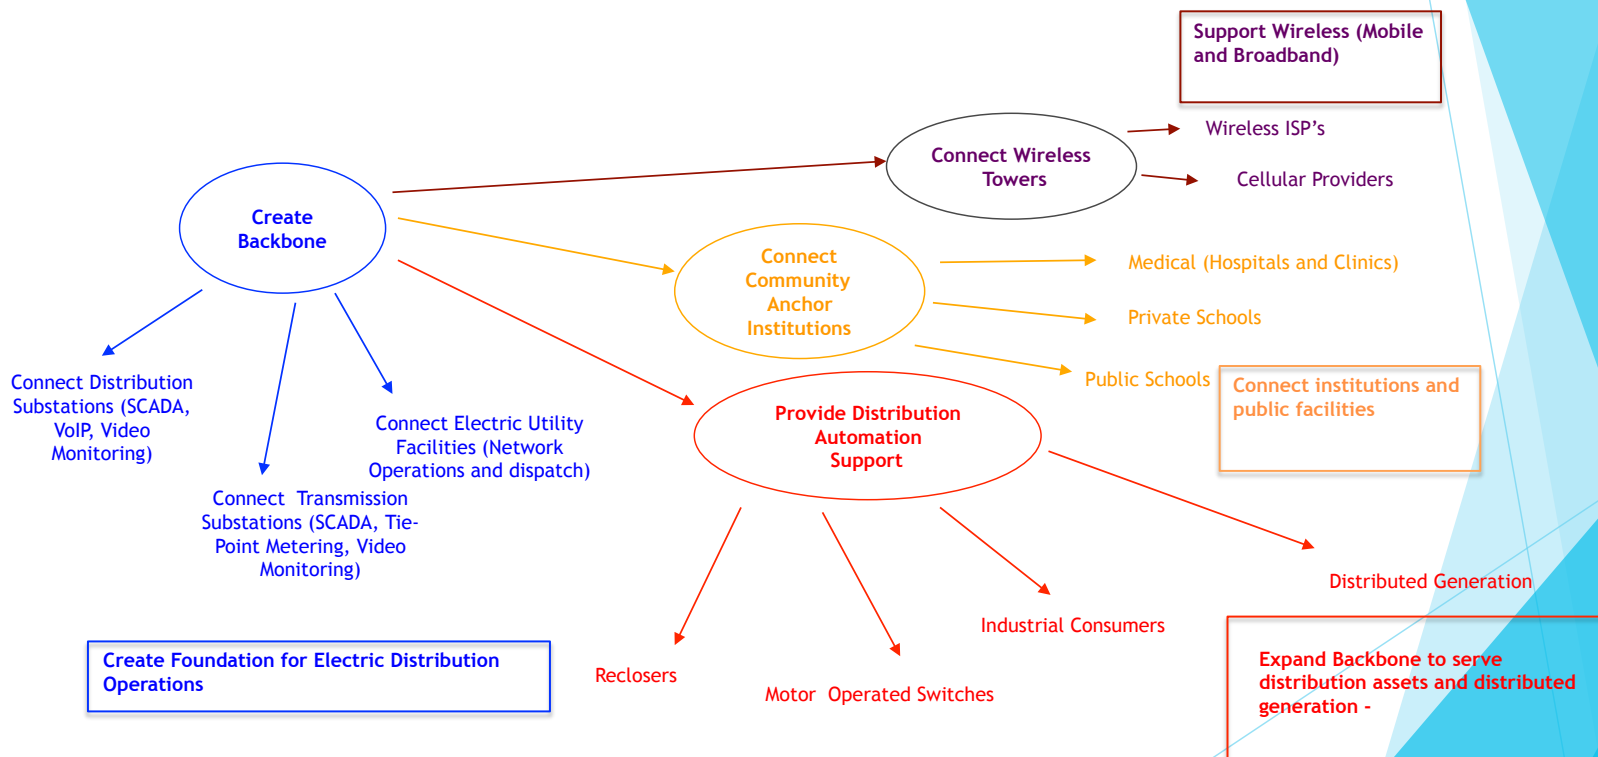 Support Wireless (Mobile
and Broadband)
Wireless ISP’s
Connect Wireless
Towers
Cellular Providers
Create
Backbone
Connect
Community
Anchor
Institutions
Medical (Hospitals and Clinics)
Private Schools
Public Schools
Connect institutions and
public facilities
Connect Distribution
Substations (SCADA,
VoIP, Video
Monitoring)
Connect Electric Utility
Facilities (Network
Operations and dispatch)
Connect  Transmission
Substations (SCADA, Tie-
Point Metering, Video
Monitoring)
Provide Distribution
Automation
Support
Distributed Generation
Industrial Consumers
Reclosers
Motor  Operated Switches
Create Foundation for Electric Distribution
Operations
Expand Backbone to serve
distribution assets and distributed
generation -